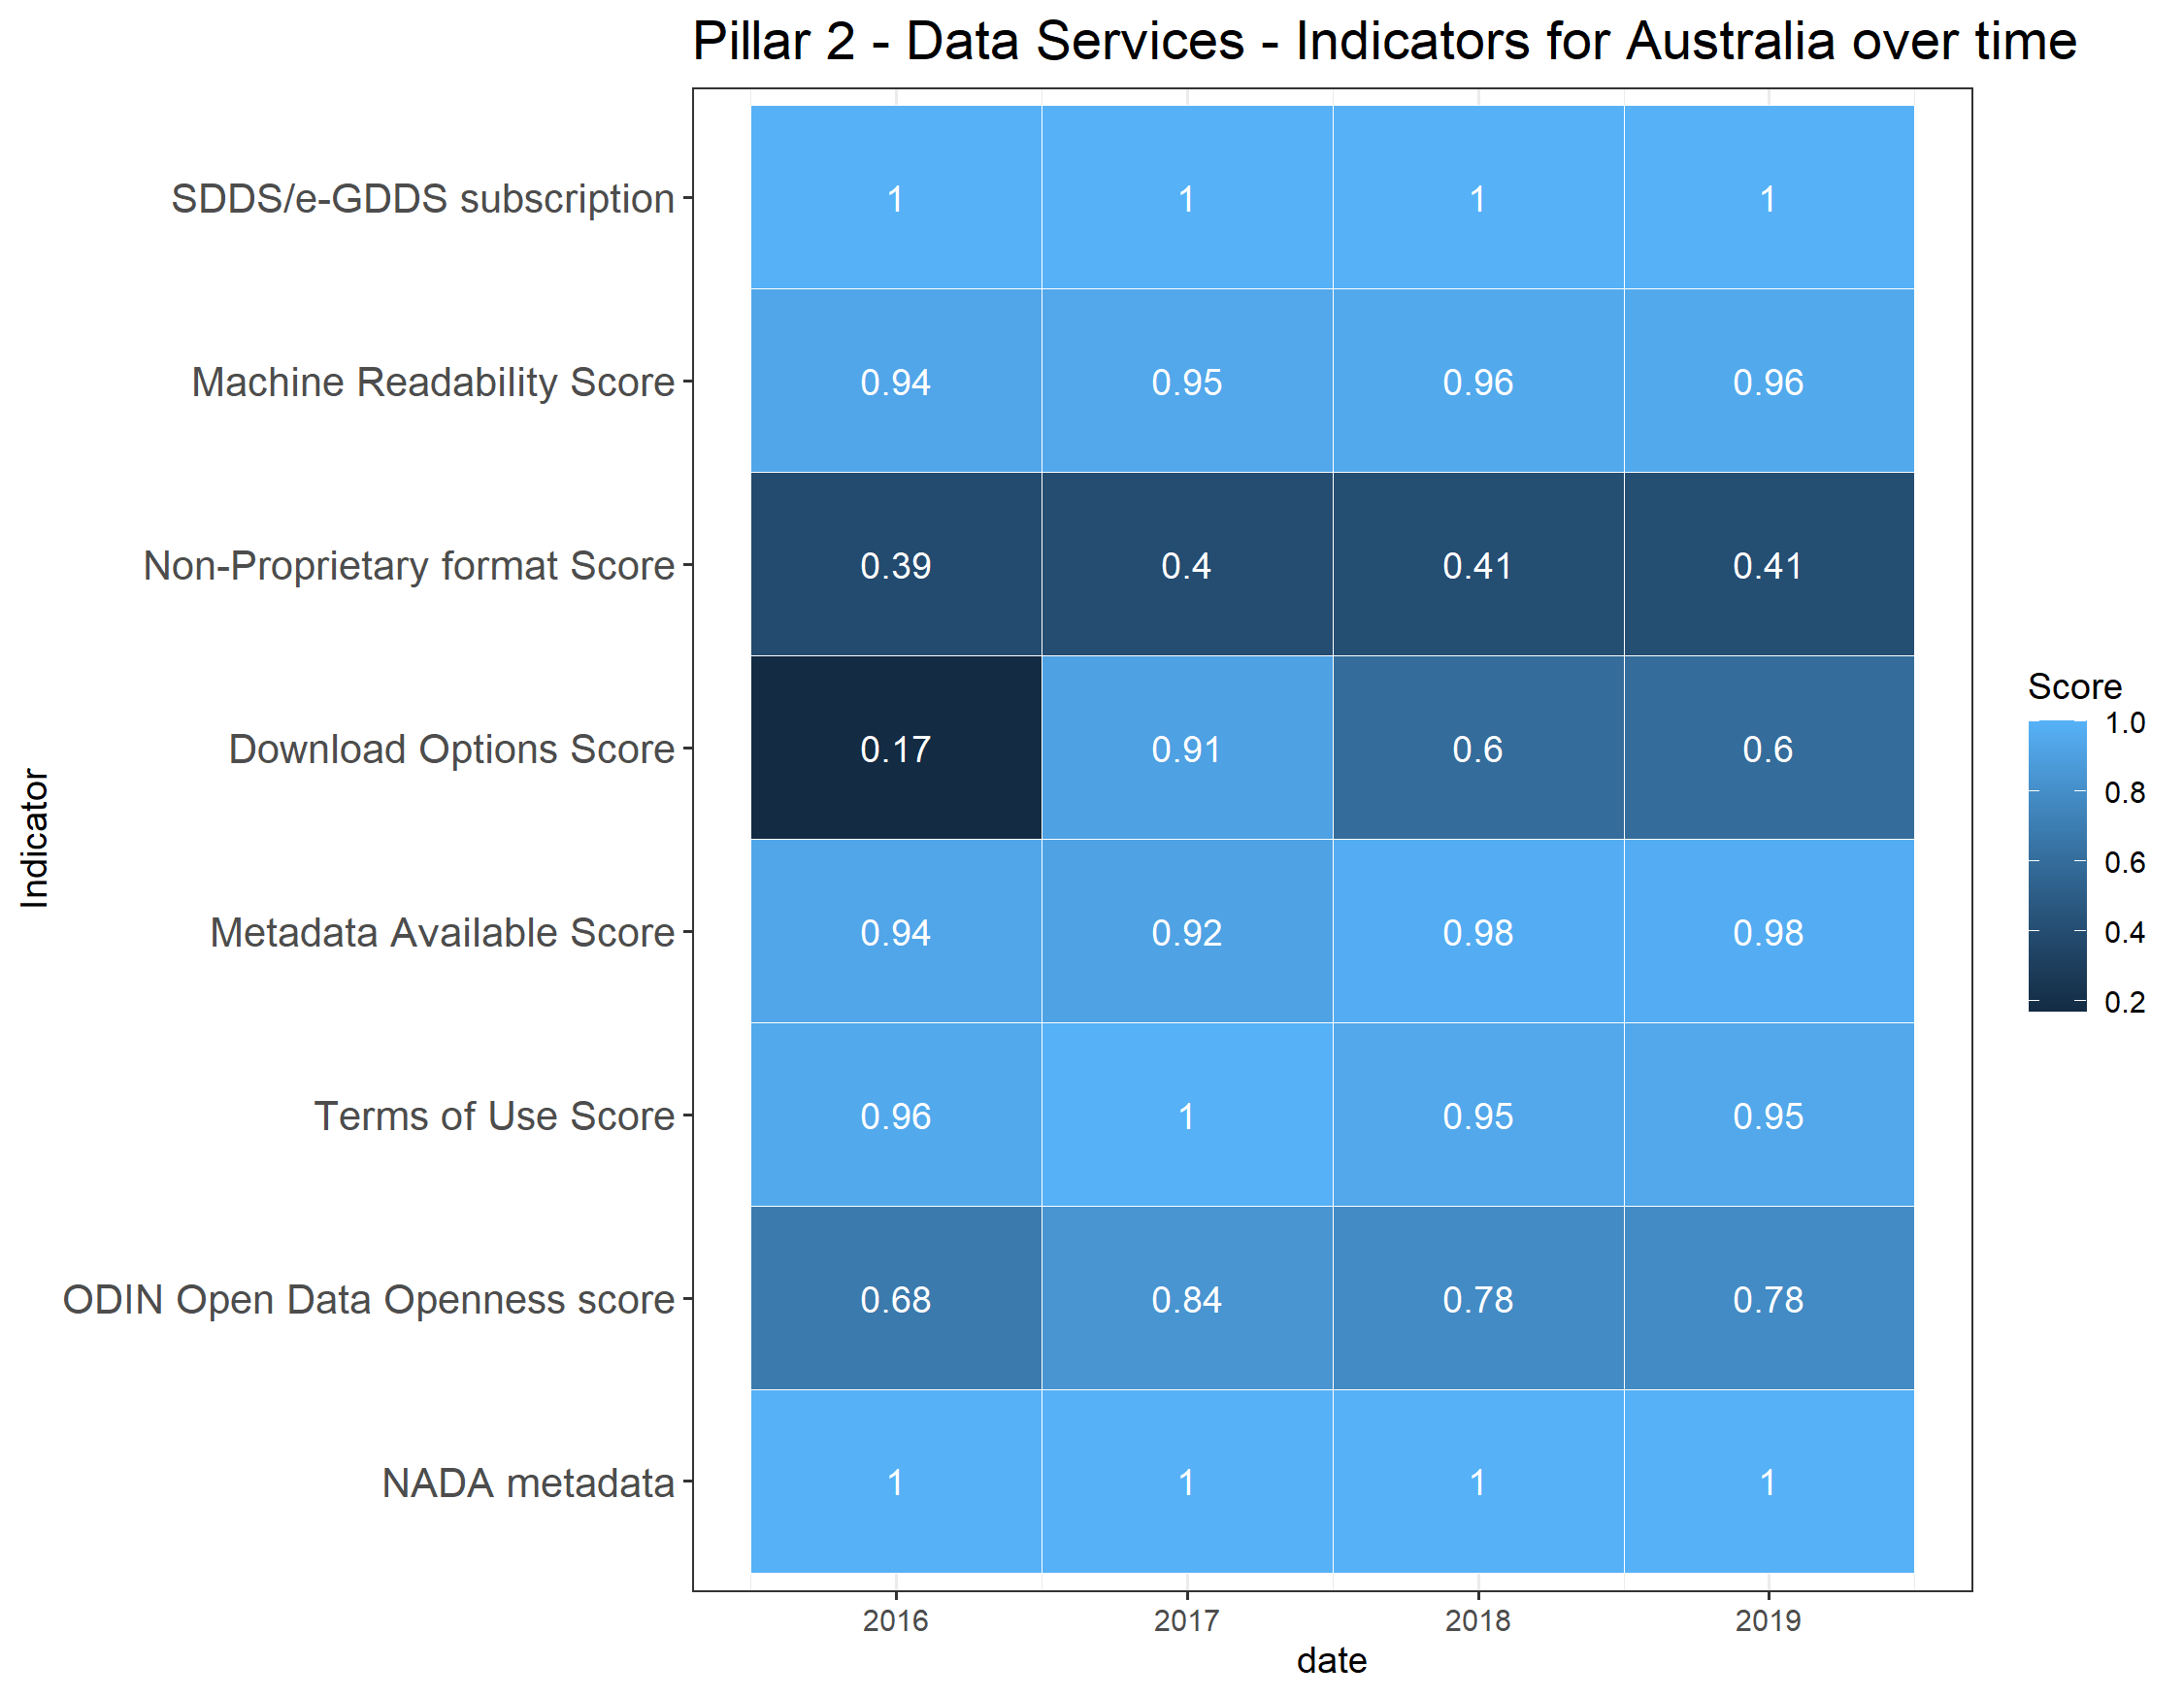 Pillar 2 - Data Services - Indicators for Australia over time
SDDS/e-GDDS subscription 1 1 1 1
Machine Readability Score 0.94 0.95 0.96 0.96
Non-Proprietary format Score 0.39 0.4 0.41 0.41
Download Options Score 0.17 0.91 0.6 0.6
Metadata Available Score 0.94 0.92 0.98 0.98
Terms of Use Score 0.96 1 0.95 0.95
ODIN Open Data Openness score 0.68 0.84 0.78 0.78
NADA metadata 1 1 1 1
2016 2017 2018 2019
date
Indicator
Score
1.0
0.8
0.6
0.4
0.2